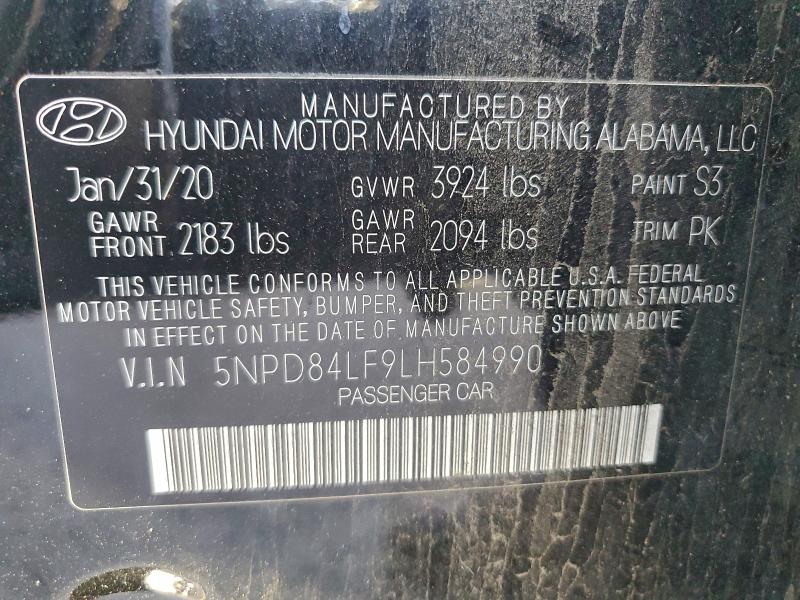 MANUFACTURED BY
HYUNDAI MOTOR MANUFACTURING ALABAMA, LLC
Jan/31/20 GVWR 3924 lbs PAINT S3
GAWR FRONT 2183 lbs GAWR REAR 2094 lbs TRIM PK
THIS VEHICLE CONFORMS TO ALL APPLICABLE U.S.A. FEDERAL
MOTOR VEHICLE SAFETY, BUMPER, AND THEFT PREVENTION STANDARDS
IN EFFECT ON THE DATE OF MANUFACTURE SHOWN ABOVE
V.I.N 5NPD84LF9LH584990
PASSENGER CAR